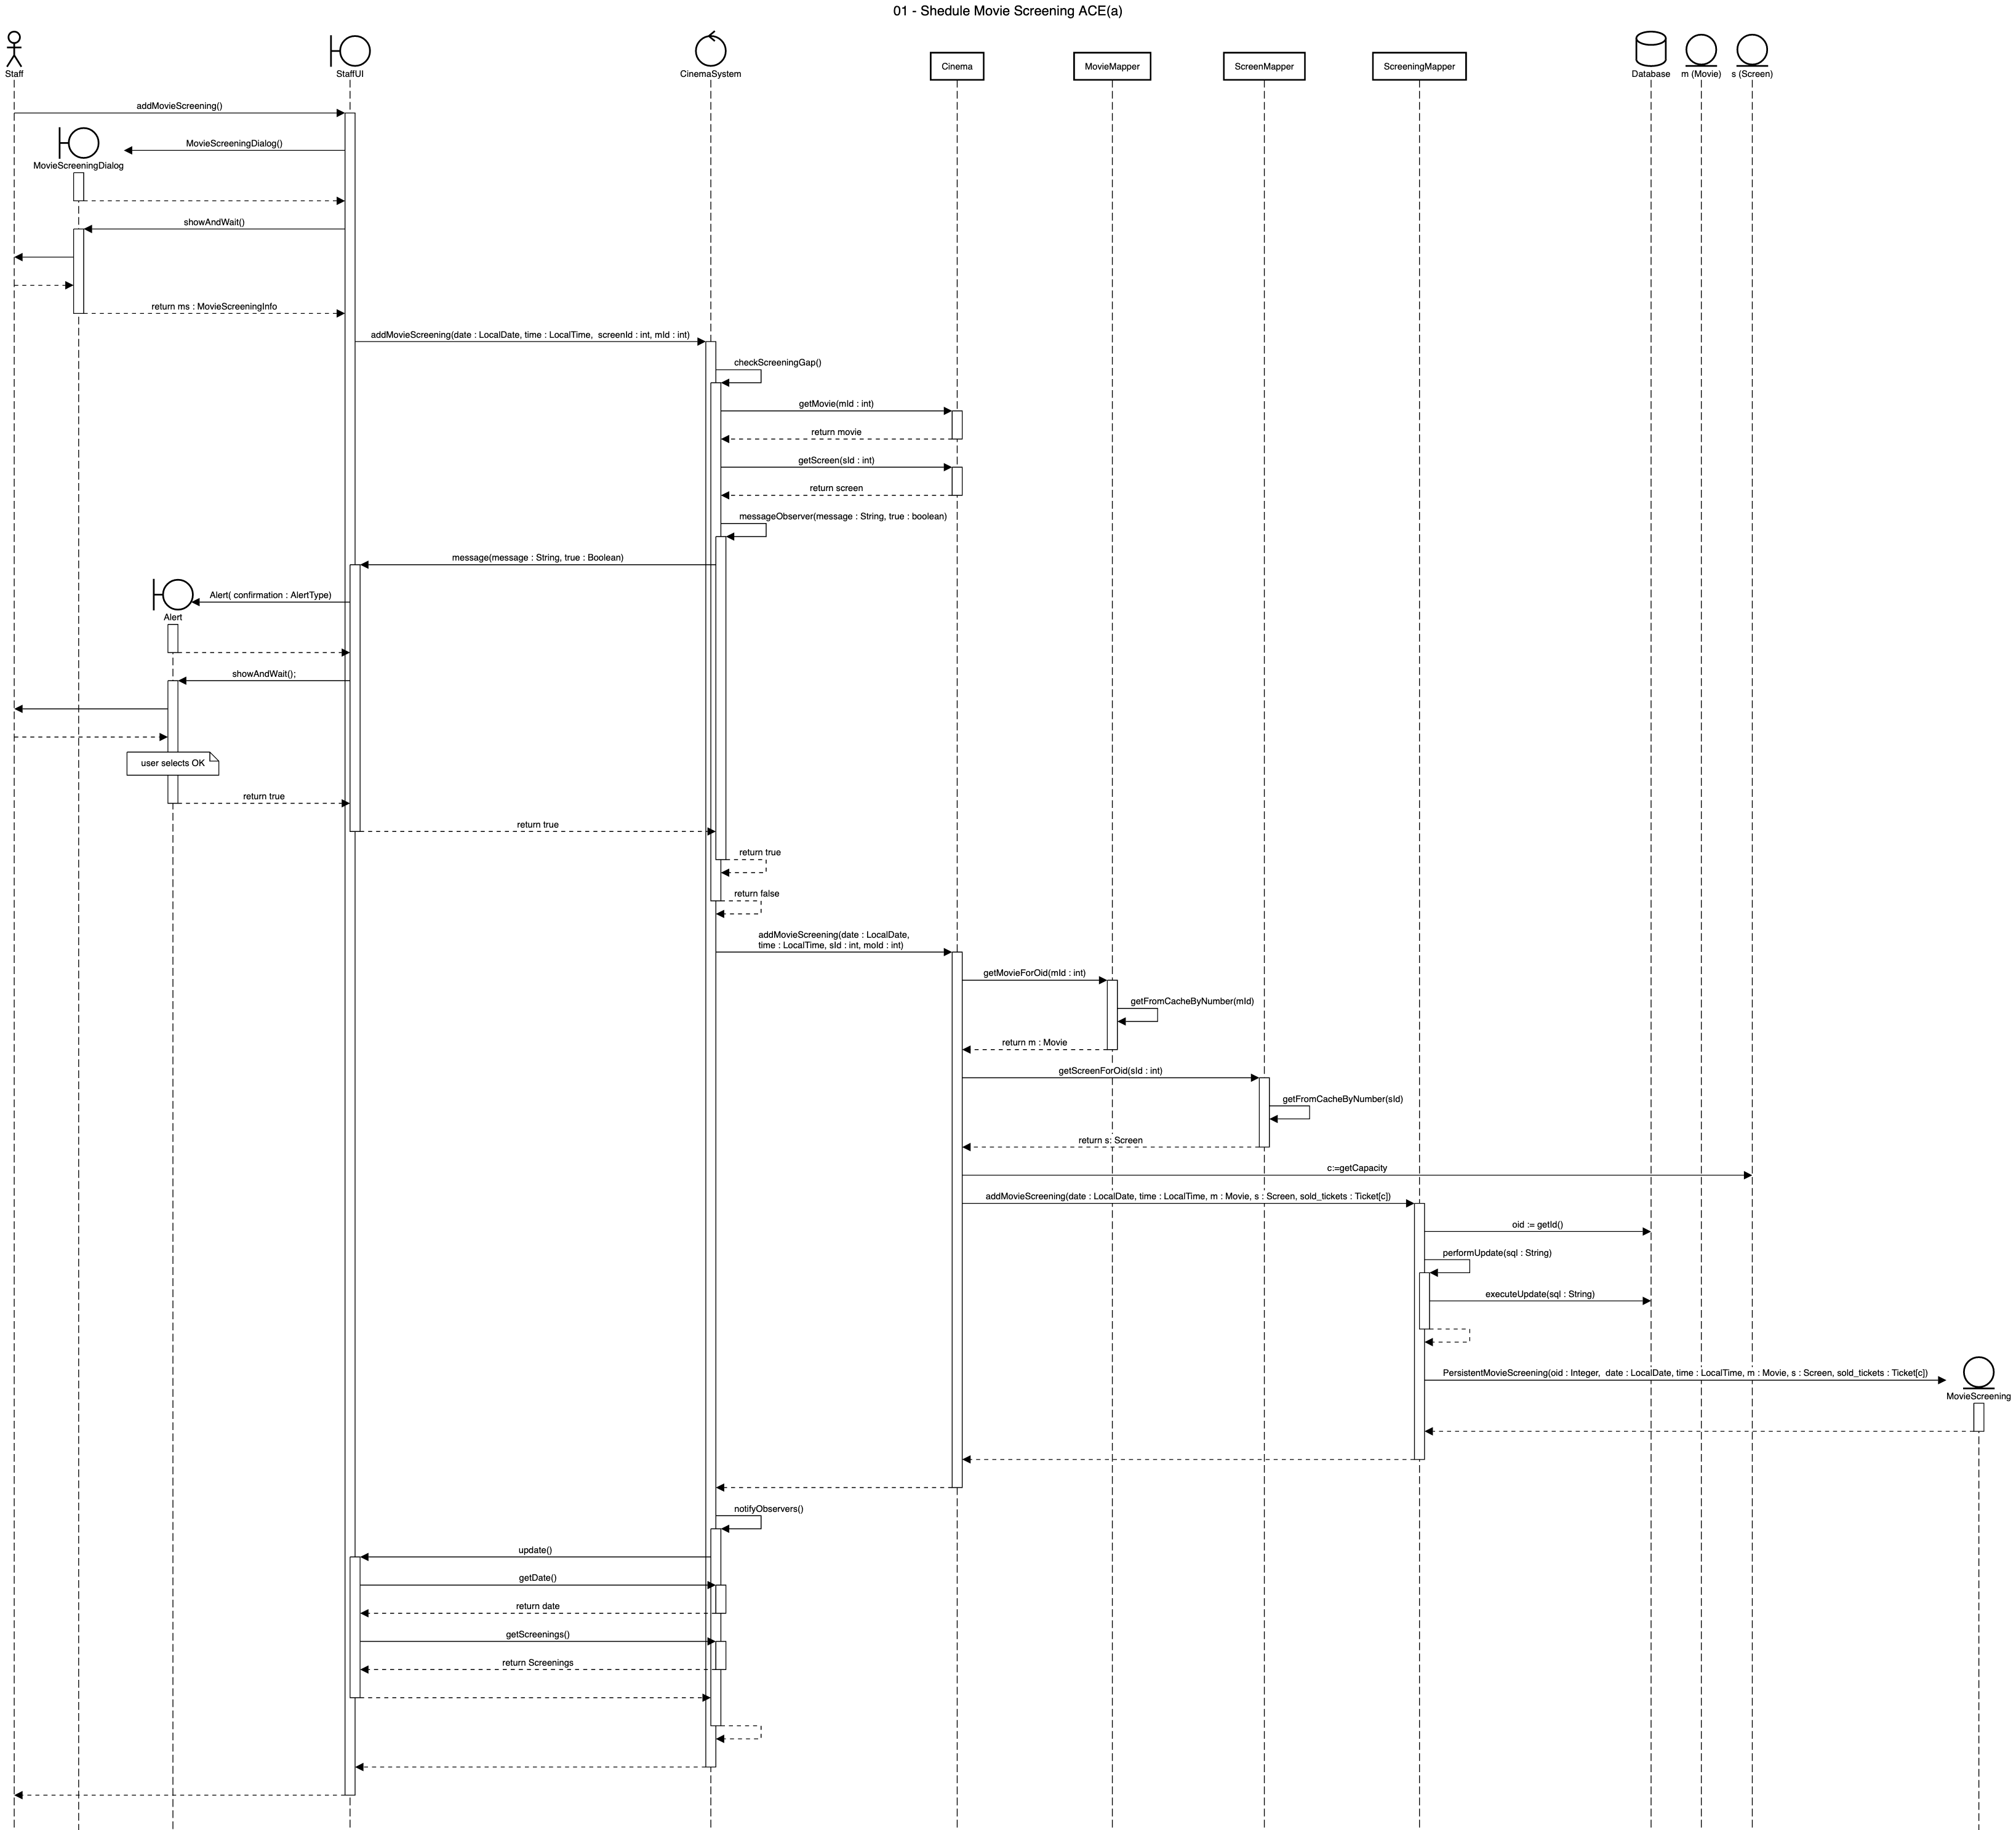 01 - Shedule Movie Screening ACE(a)
Staff
StaffUI
CinemaSystem
Cinema
MovieMapper
ScreenMapper
ScreeningMapper
Database
m (Movie)
s (Screen)
addMovieScreening()
MovieScreeningDialog()
MovieScreeningDialog
showAndWait()
return ms : MovieScreeningInfo
addMovieScreening(date : LocalDate, time : LocalTime,  screenId : int, mId : int)
checkScreeningGap()
getMovie(mId : int)
return movie
getScreen(sId : int)
return screen
messageObserver(message : String, true : boolean)
message(message : String, true : Boolean)
Alert( confirmation : AlertType)
Alert
showAndWait();
user selects OK
return true
return true
return true
return false
addMovieScreening(date : LocalDate,
time : LocalTime, sId : int, moId : int)
getMovieForOid(mId : int)
getFromCacheByNumber(mId)
return m : Movie
getScreenForOid(sId : int)
getFromCacheByNumber(sId)
return s: Screen
c:=getCapacity
addMovieScreening(date : LocalDate, time : LocalTime, m : Movie, s : Screen, sold_tickets : Ticket[c])
oid := getId()
performUpdate(sql : String)
executeUpdate(sql : String)
PersistentMovieScreening(oid : Integer,  date : LocalDate, time : LocalTime, m : Movie, s : Screen, sold_tickets : Ticket[c])
MovieScreening
notifyObservers()
update()
getDate()
return date
getScreenings()
return Screenings